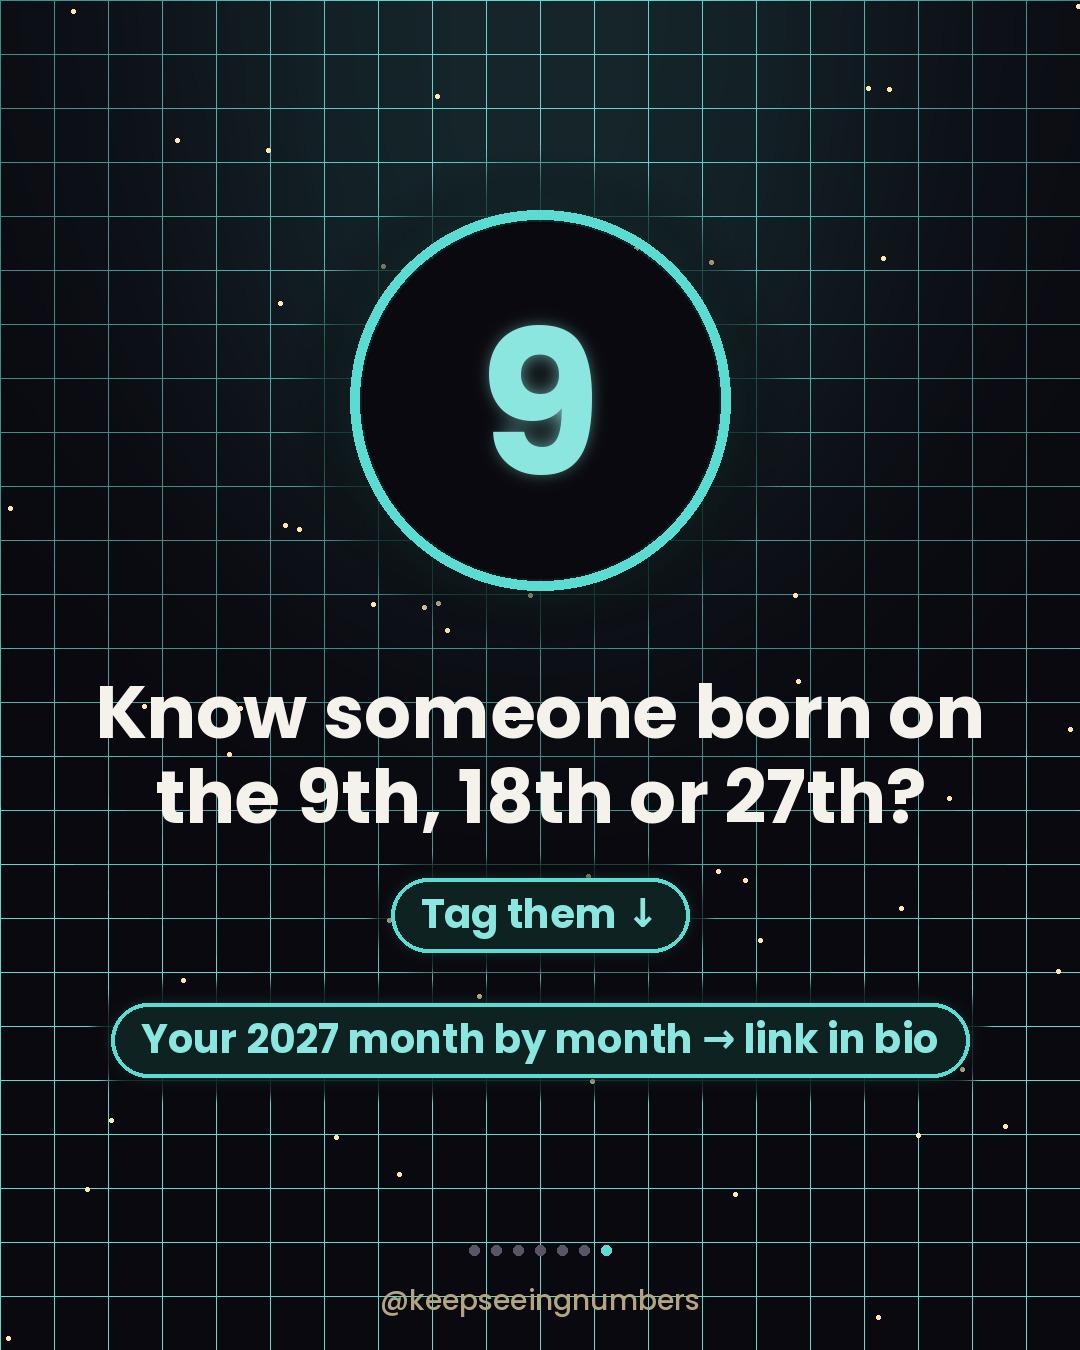 9
Know someone born on
the 9th, 18th or 27th?
Tag them ↓
Your 2027 month by month → link in bio
@keepseeingnumbers